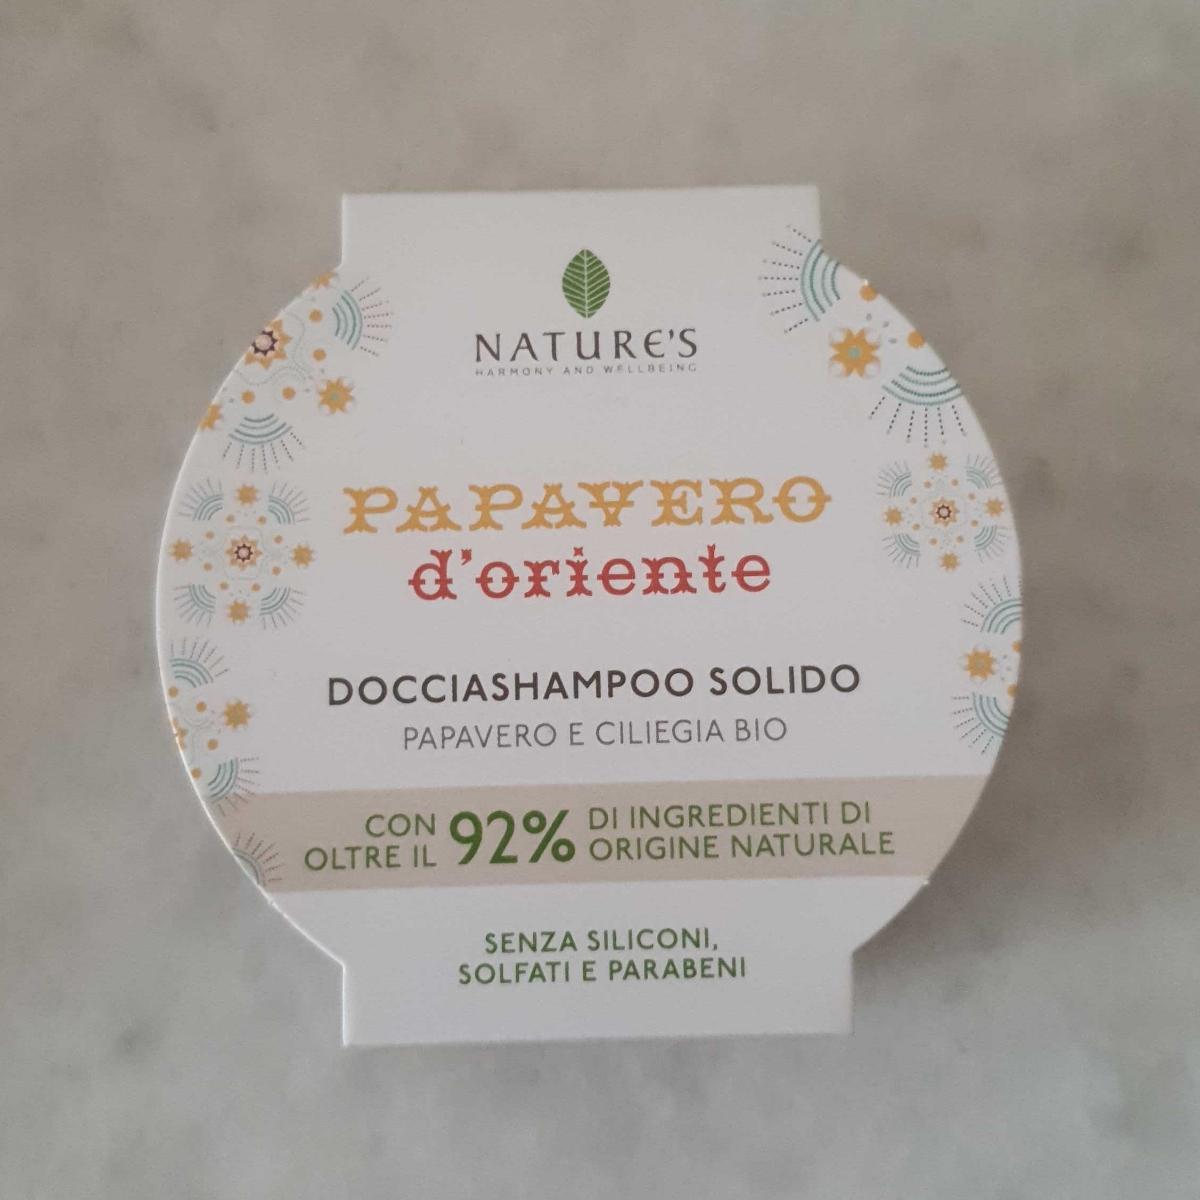 NATURE'S
HARMONY AND WELLBEING
PAPAVERO
d'oriente
DOCCIASHAMPOO SOLIDO
PAPAVERO E CILIEGIA BIO
CON
OLTRE IL
92%
DI INGREDIENTI DI
ORIGINE NATURALE
SENZA SILICONI,
SOLFATI E PARABENI